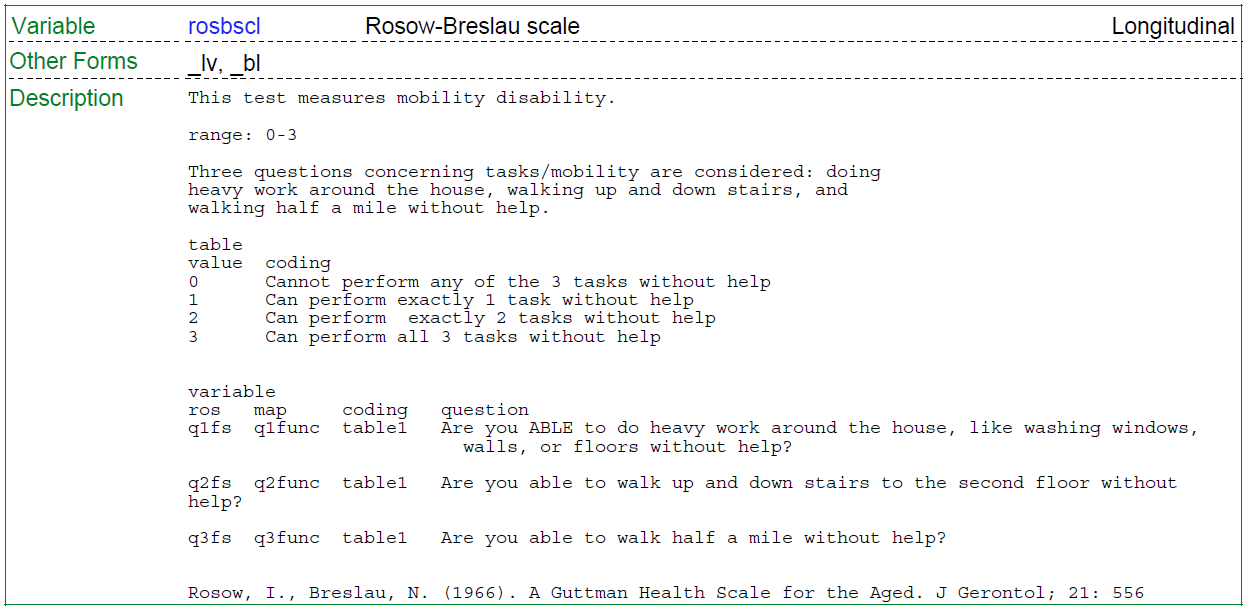 Variable rosbscl Rosow-Breslau scale Longitudinal
Other Forms _lv, _bl
Description This test measures mobility disability.
range: 0-3
Three questions concerning tasks/mobility are considered: doing
heavy work around the house, walking up and down stairs, and
walking half a mile without help.
table
value coding
0 Cannot perform any of the 3 tasks without help
1 Can perform exactly 1 task without help
2 Can perform exactly 2 tasks without help
3 Can perform all 3 tasks without help
variable
ros map coding question
q1fs q1func table1 Are you ABLE to do heavy work around the house, like washing windows,
walls, or floors without help?
q2fs q2func table1 Are you able to walk up and down stairs to the second floor without
help?
q3fs q3func table1 Are you able to walk half a mile without help?
Rosow, I., Breslau, N. (1966). A Guttman Health Scale for the Aged. J Gerontol; 21: 556